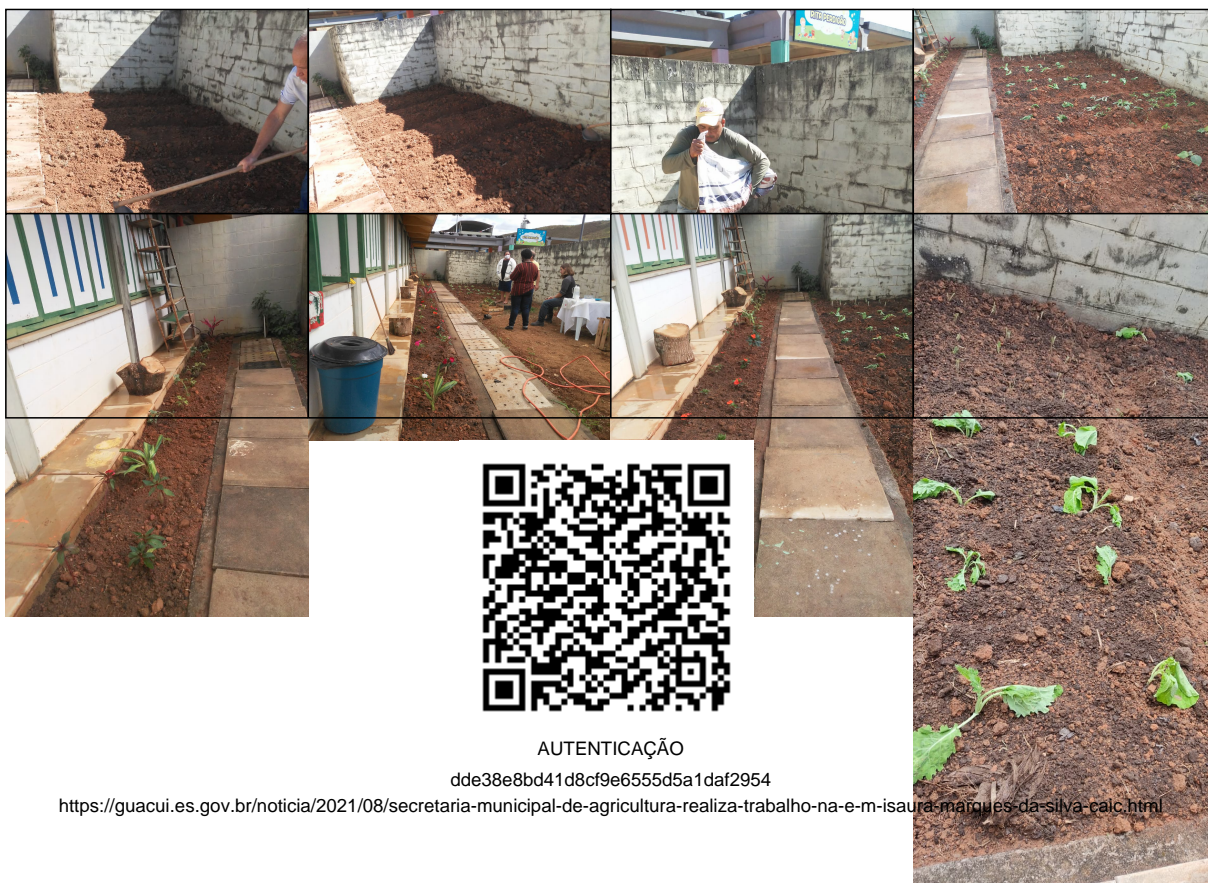 AUTENTICAÇÃO
dde38e8bd41d8cf9e6555d5a1daf2954
https://guacui.es.gov.br/noticia/2021/08/secretaria-municipal-de-agricultura-realiza-trabalho-na-e-m-isaura-marques-da-silva-caic.html